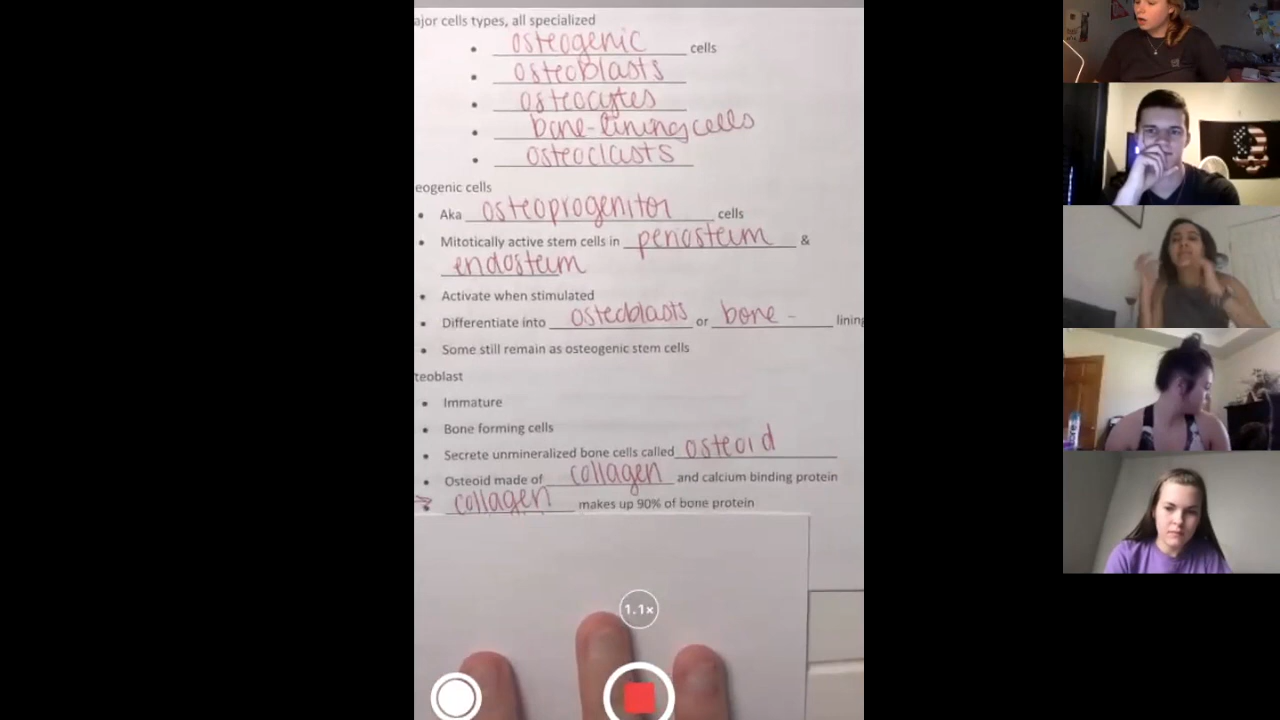 ajor cells types, all specialized
• osteogenic cells
• osteoblasts
• osteocytes
• bone-lining cells
• osteoclasts
eogenic cells
• Aka osteoprogenitor cells
• Mitotically active stem cells in periosteum &
endosteum
• Activate when stimulated
• Differentiate into osteoblasts or bone - lining
• Some still remain as osteogenic stem cells
teoblast
• Immature
• Bone forming cells
• Secrete unmineralized bone cells called osteoid
• Osteoid made of collagen and calcium binding protein
• collagen makes up 90% of bone protein
1.1×